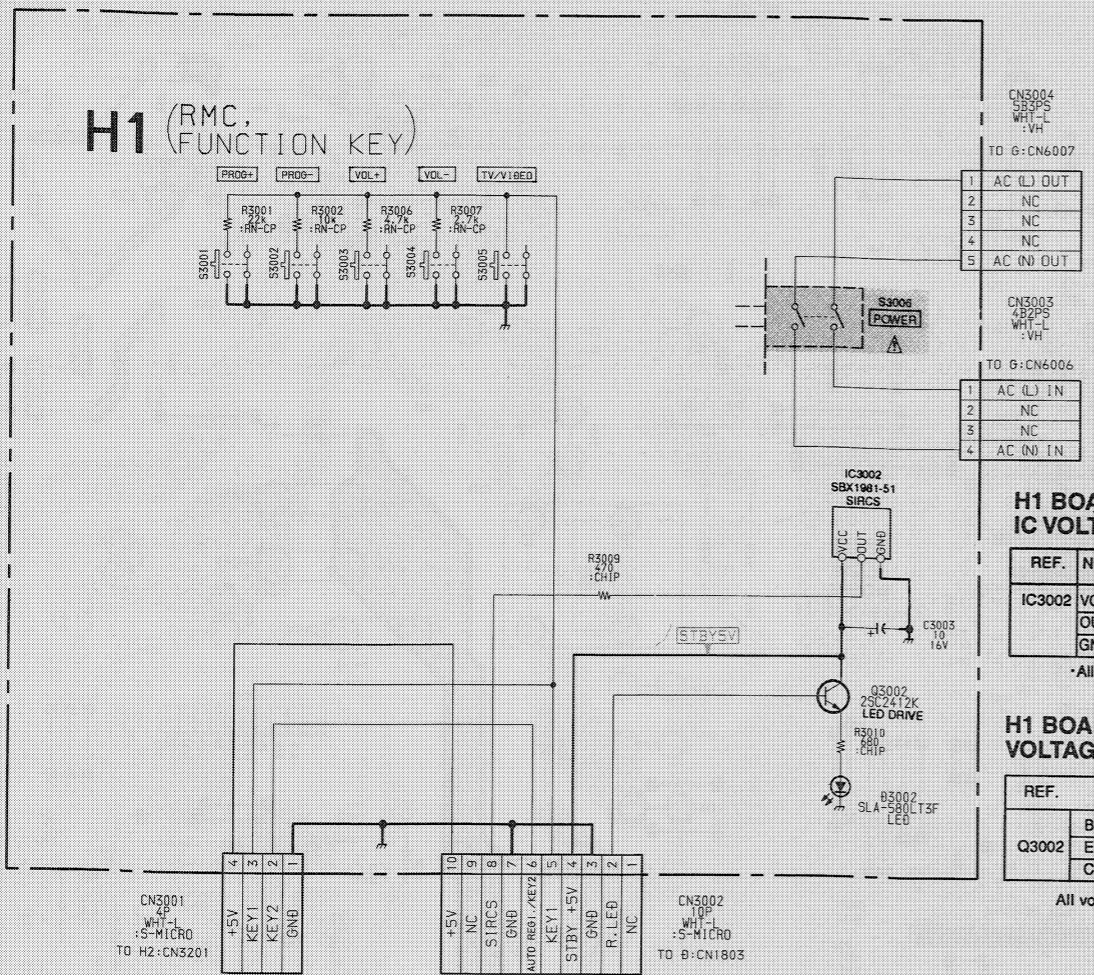 H1 (RMC,
FUNCTION KEY)
PROG+ PROG- VOL+ VOL- TV/VIDEO
R3001
22k
:RN-CP
R3002
10k
:RN-CP
R3006
4.7k
:RN-CP
R3007
2.7k
:RN-CP
S3001
S3002
S3003
S3004
S3005
CN3004
5B3PS
WHT-L
:VH
TO G:CN6007
1 AC (L) OUT
2 NC
3 NC
4 NC
5 AC (N) OUT
S3006
POWER
CN3003
4B2PS
WHT-L
:VH
TO G:CN6006
1 AC (L) IN
2 NC
3 NC
4 AC (N) IN
IC3002
SBX1981-51
SIRCS
VCC
OUT
GND
R3009
470
:CHIP
C3003
10
16V
STBY5V
Q3002
2SC2412K
LED DRIVE
R3010
680
:CHIP
D3002
SLA-580LT3F
LED
H1 BOA
IC VOLT
REF. N
IC3002 VC
OU
GN
·All
H1 BOA
VOLTAG
REF.
Q3002 B
E
C
All vo
CN3001
4P
WHT-L
:S-MICRO
TO H2:CN3201
4 +5V
3 KEY1
2 KEY2
1 GND
10 +5V
9 NC
8 SIRCS
7 GND
6 AUTO REGI./KEY2
5 KEY1
4 STBY +5V
3 GND
2 R.LED
1 NC
CN3002
10P
WHT-L
:S-MICRO
TO D:CN1803